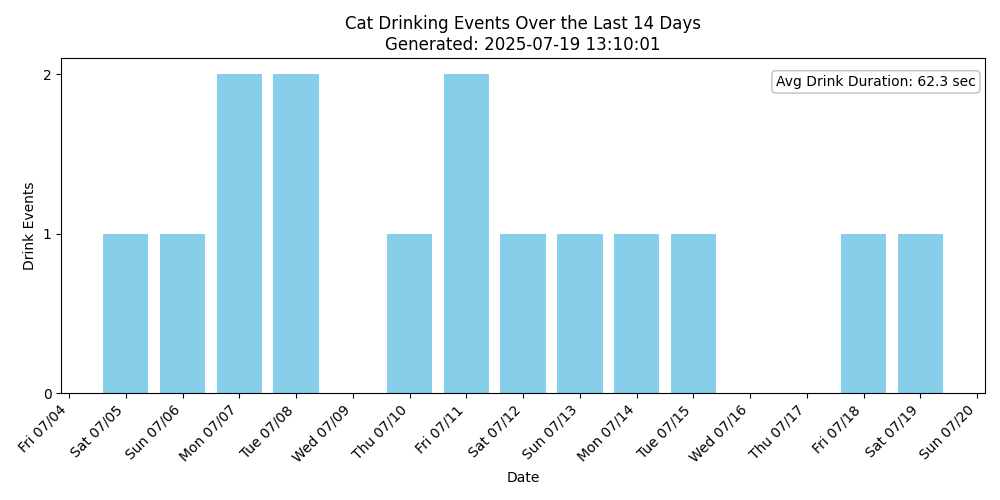 Cat Drinking Events Over the Last 14 Days
Generated: 2025-07-19 13:10:01
Avg Drink Duration: 62.3 sec
Drink Events
2
1
0
Fri 07/04
Sat 07/05
Sun 07/06
Mon 07/07
Tue 07/08
Wed 07/09
Thu 07/10
Fri 07/11
Sat 07/12
Sun 07/13
Mon 07/14
Tue 07/15
Wed 07/16
Thu 07/17
Fri 07/18
Sat 07/19
Sun 07/20
Date